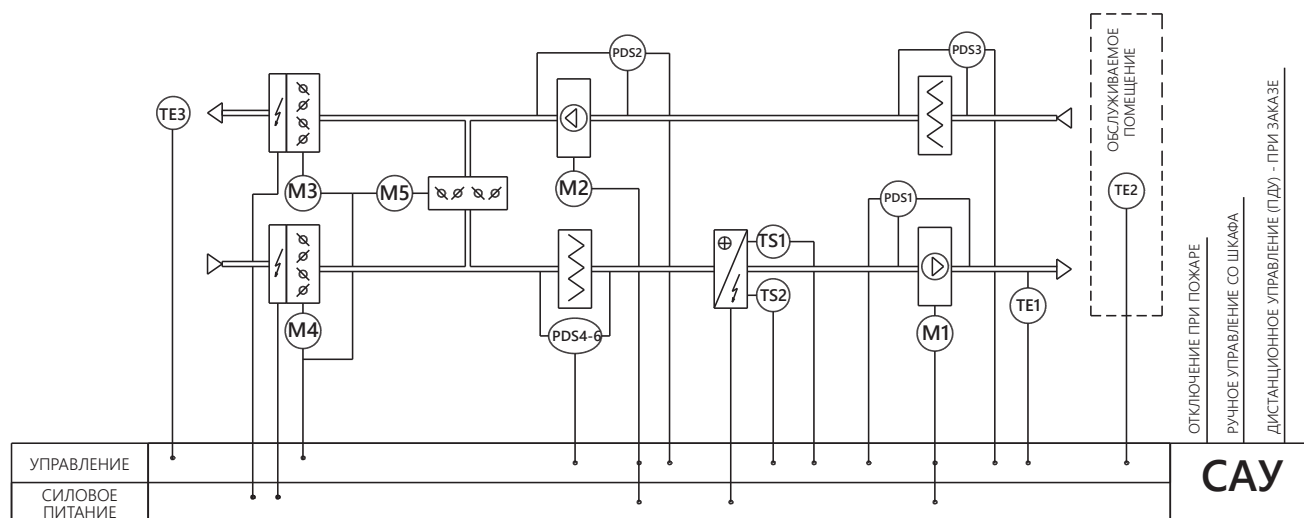 PDS2
PDS3
TE3
ОБСЛУЖИВАЕМОЕ
ПОМЕЩЕНИЕ
M3
M5
M2
TE2
PDS1
TS1
TS2
M4
PDS4-6
M1
TE1
ОТКЛЮЧЕНИЕ ПРИ ПОЖАРЕ
РУЧНОЕ УПРАВЛЕНИЕ СО ШКАФА
ДИСТАНЦИОННОЕ УПРАВЛЕНИЕ (ПДУ) - ПРИ ЗАКАЗЕ
УПРАВЛЕНИЕ
СИЛОВОЕ
ПИТАНИЕ
САУ